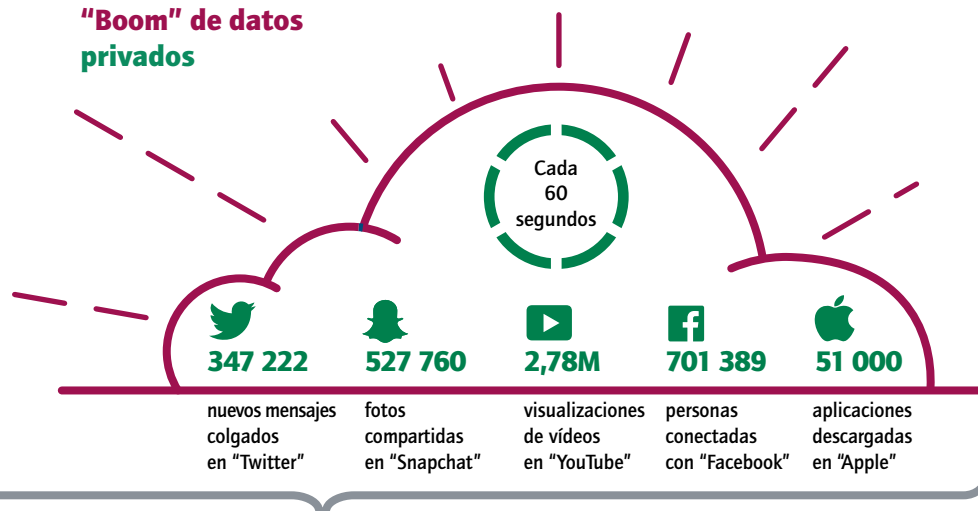 “Boom” de datos
privados
Cada
60
segundos
347 222
nuevos mensajes
colgados
en “Twitter”
527 760
fotos
compartidas
en “Snapchat”
2,78M
visualizaciones
de vídeos
en “YouTube”
701 389
personas
conectadas
con “Facebook”
51 000
aplicaciones
descargadas
en “Apple”